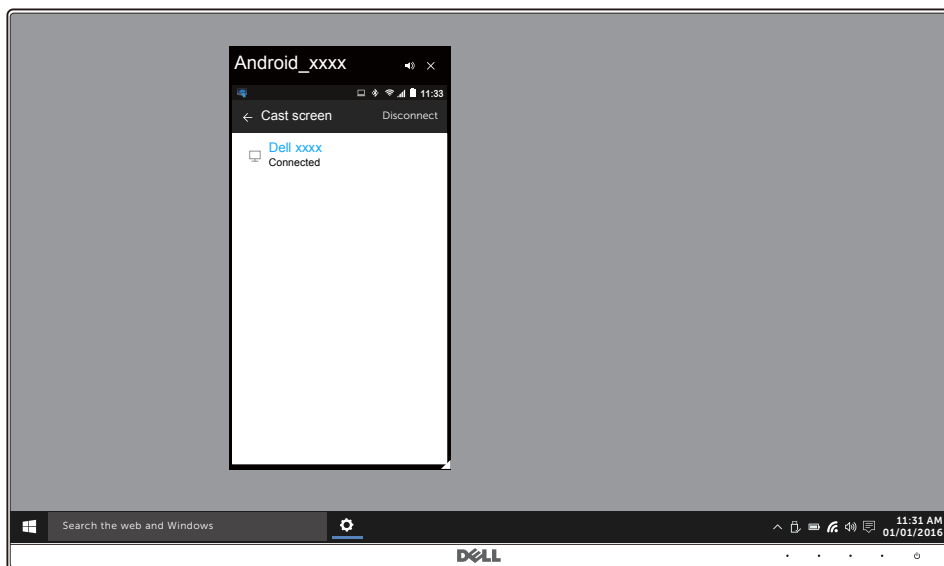 Android_xxxx
11:33
Cast screen Disconnect
Dell xxxx
Connected
Search the web and Windows
11:31 AM
01/01/2016
DELL